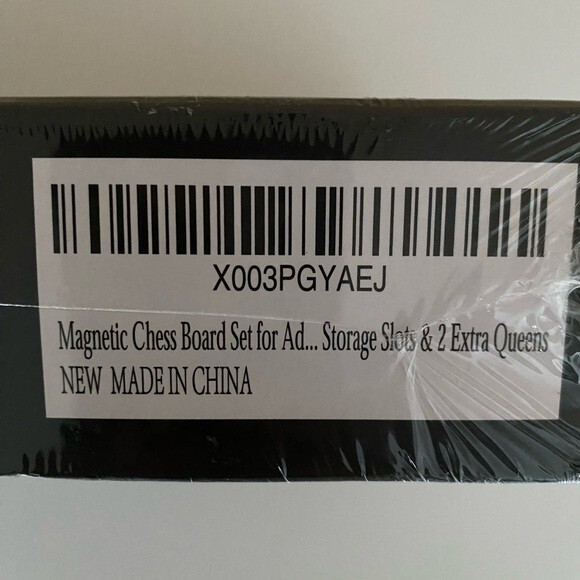 X003PGYAEJ
Magnetic Chess Board Set for Ad... Storage Slots & 2 Extra Queens
NEW MADE IN CHINA